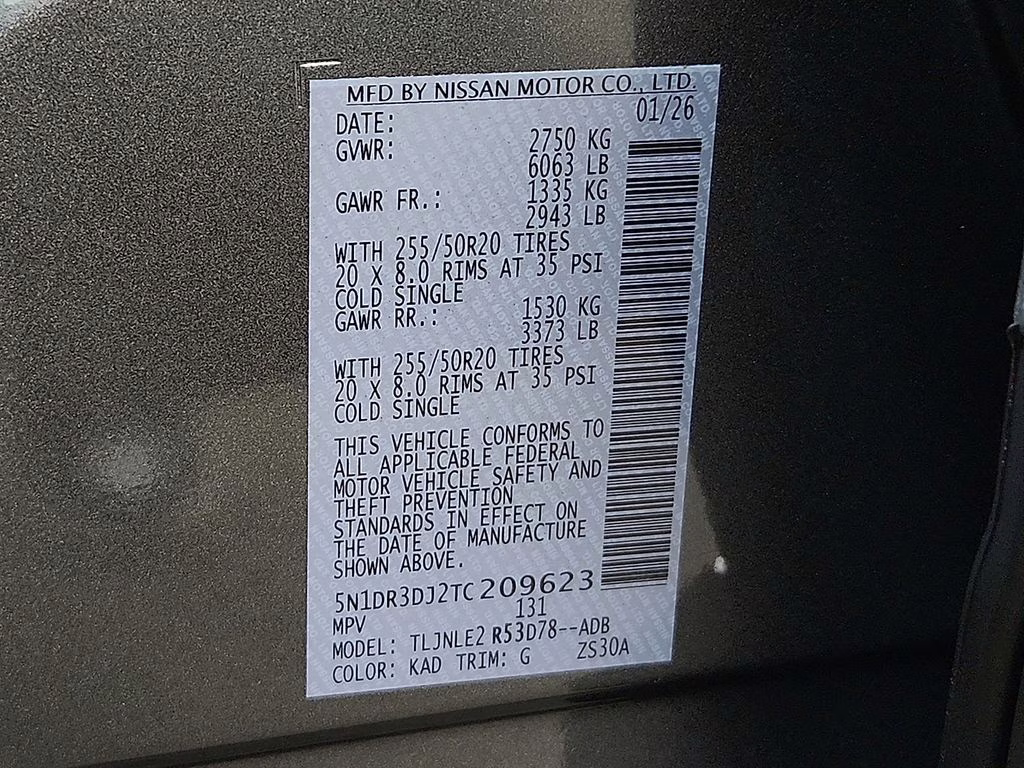 MFD BY NISSAN MOTOR CO., LTD.
DATE: 01/26
GVWR: 2750 KG
6063 LB
GAWR FR.: 1335 KG
2943 LB
WITH 255/50R20 TIRES
20 X 8.0 RIMS AT 35 PSI
COLD SINGLE
GAWR RR.: 1530 KG
3373 LB
WITH 255/50R20 TIRES
20 X 8.0 RIMS AT 35 PSI
COLD SINGLE
THIS VEHICLE CONFORMS TO
ALL APPLICABLE FEDERAL
MOTOR VEHICLE SAFETY AND
THEFT PREVENTION
STANDARDS IN EFFECT ON
THE DATE OF MANUFACTURE
SHOWN ABOVE.
5N1DR3DJ2TC209623
MPV 131
MODEL: TLJNLE2 R53D78--ADB
COLOR: KAD TRIM: G ZS30A